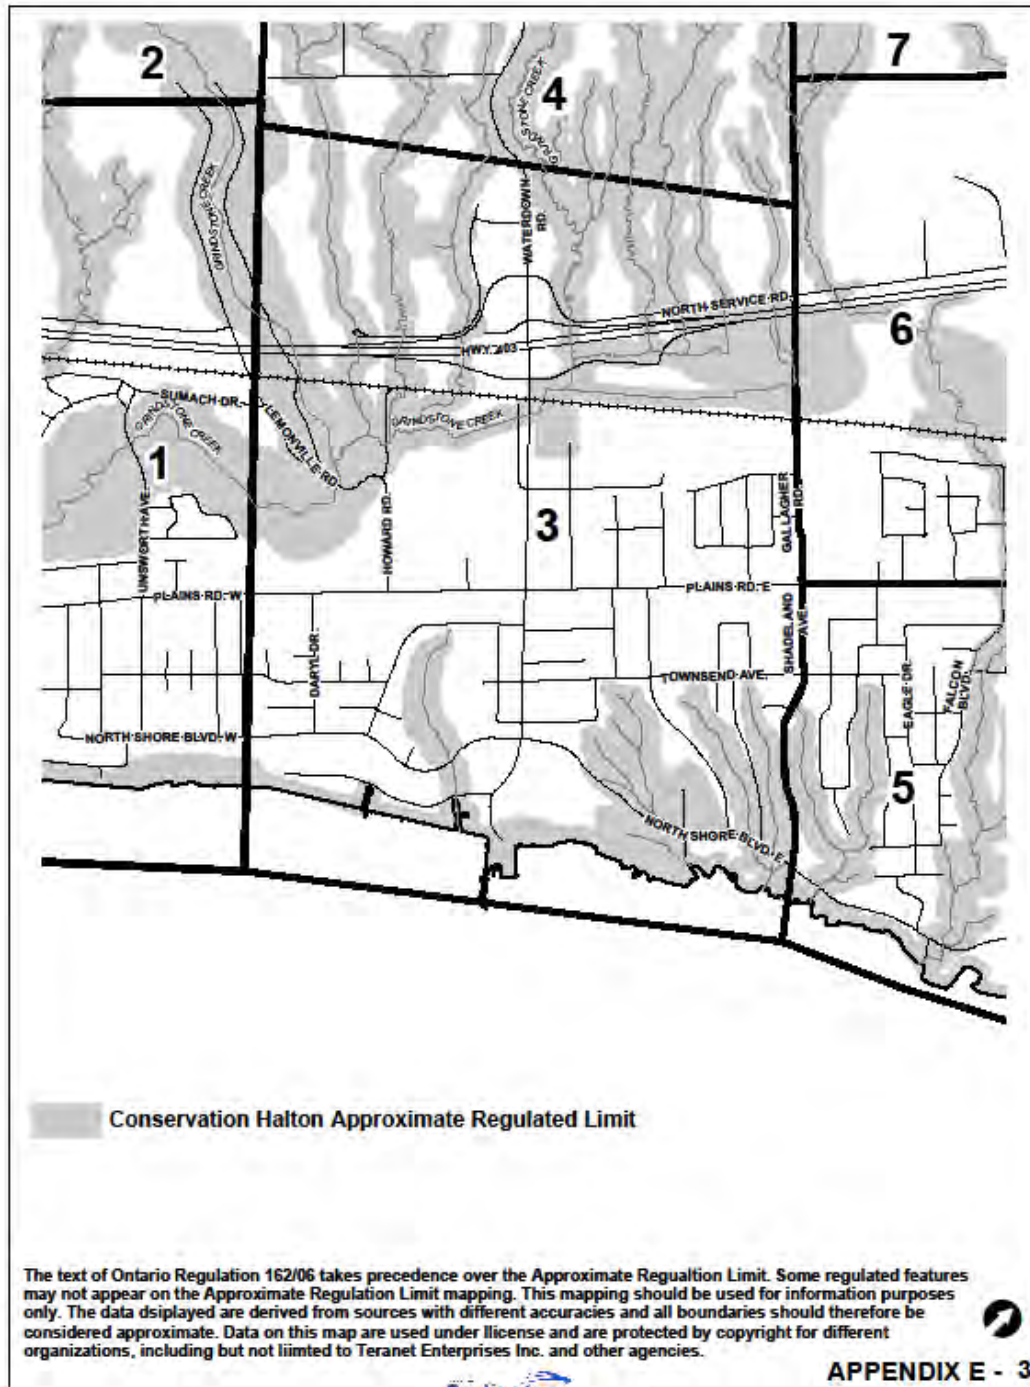 2
7
4
GRINDSTONE CREEK
GRINDSTONE CREEK
WATERDOWN
RD.
NORTH SERVICE RD.
6
HWY. 403
SUMACH DR.
GRINDSTONE CREEK
LEMONVILLE RD.
GRINDSTONE CREEK
1
3
UNSWORTH AVE.
HOWARD RD.
GALLAGHER
RD.
PLAINS RD. W
PLAINS RD. E
DARYL DR.
SHADELAND
AVE.
TOWNSEND AVE.
EAGLE DR.
FALCON
BLVD.
NORTH SHORE BLVD. W
5
NORTH SHORE BLVD. E.
Conservation Halton Approximate Regulated Limit
The text of Ontario Regulation 162/06 takes precedence over the Approximate Regualtion Limit. Some regulated features
may not appear on the Approximate Regulation Limit mapping. This mapping should be used for information purposes
only. The data dsiplayed are derived from sources with different accuracies and all boundaries should therefore be
considered approximate. Data on this map are used under llicense and are protected by copyright for different
organizations, including but not liimted to Teranet Enterprises Inc. and other agencies.
APPENDIX E - 3